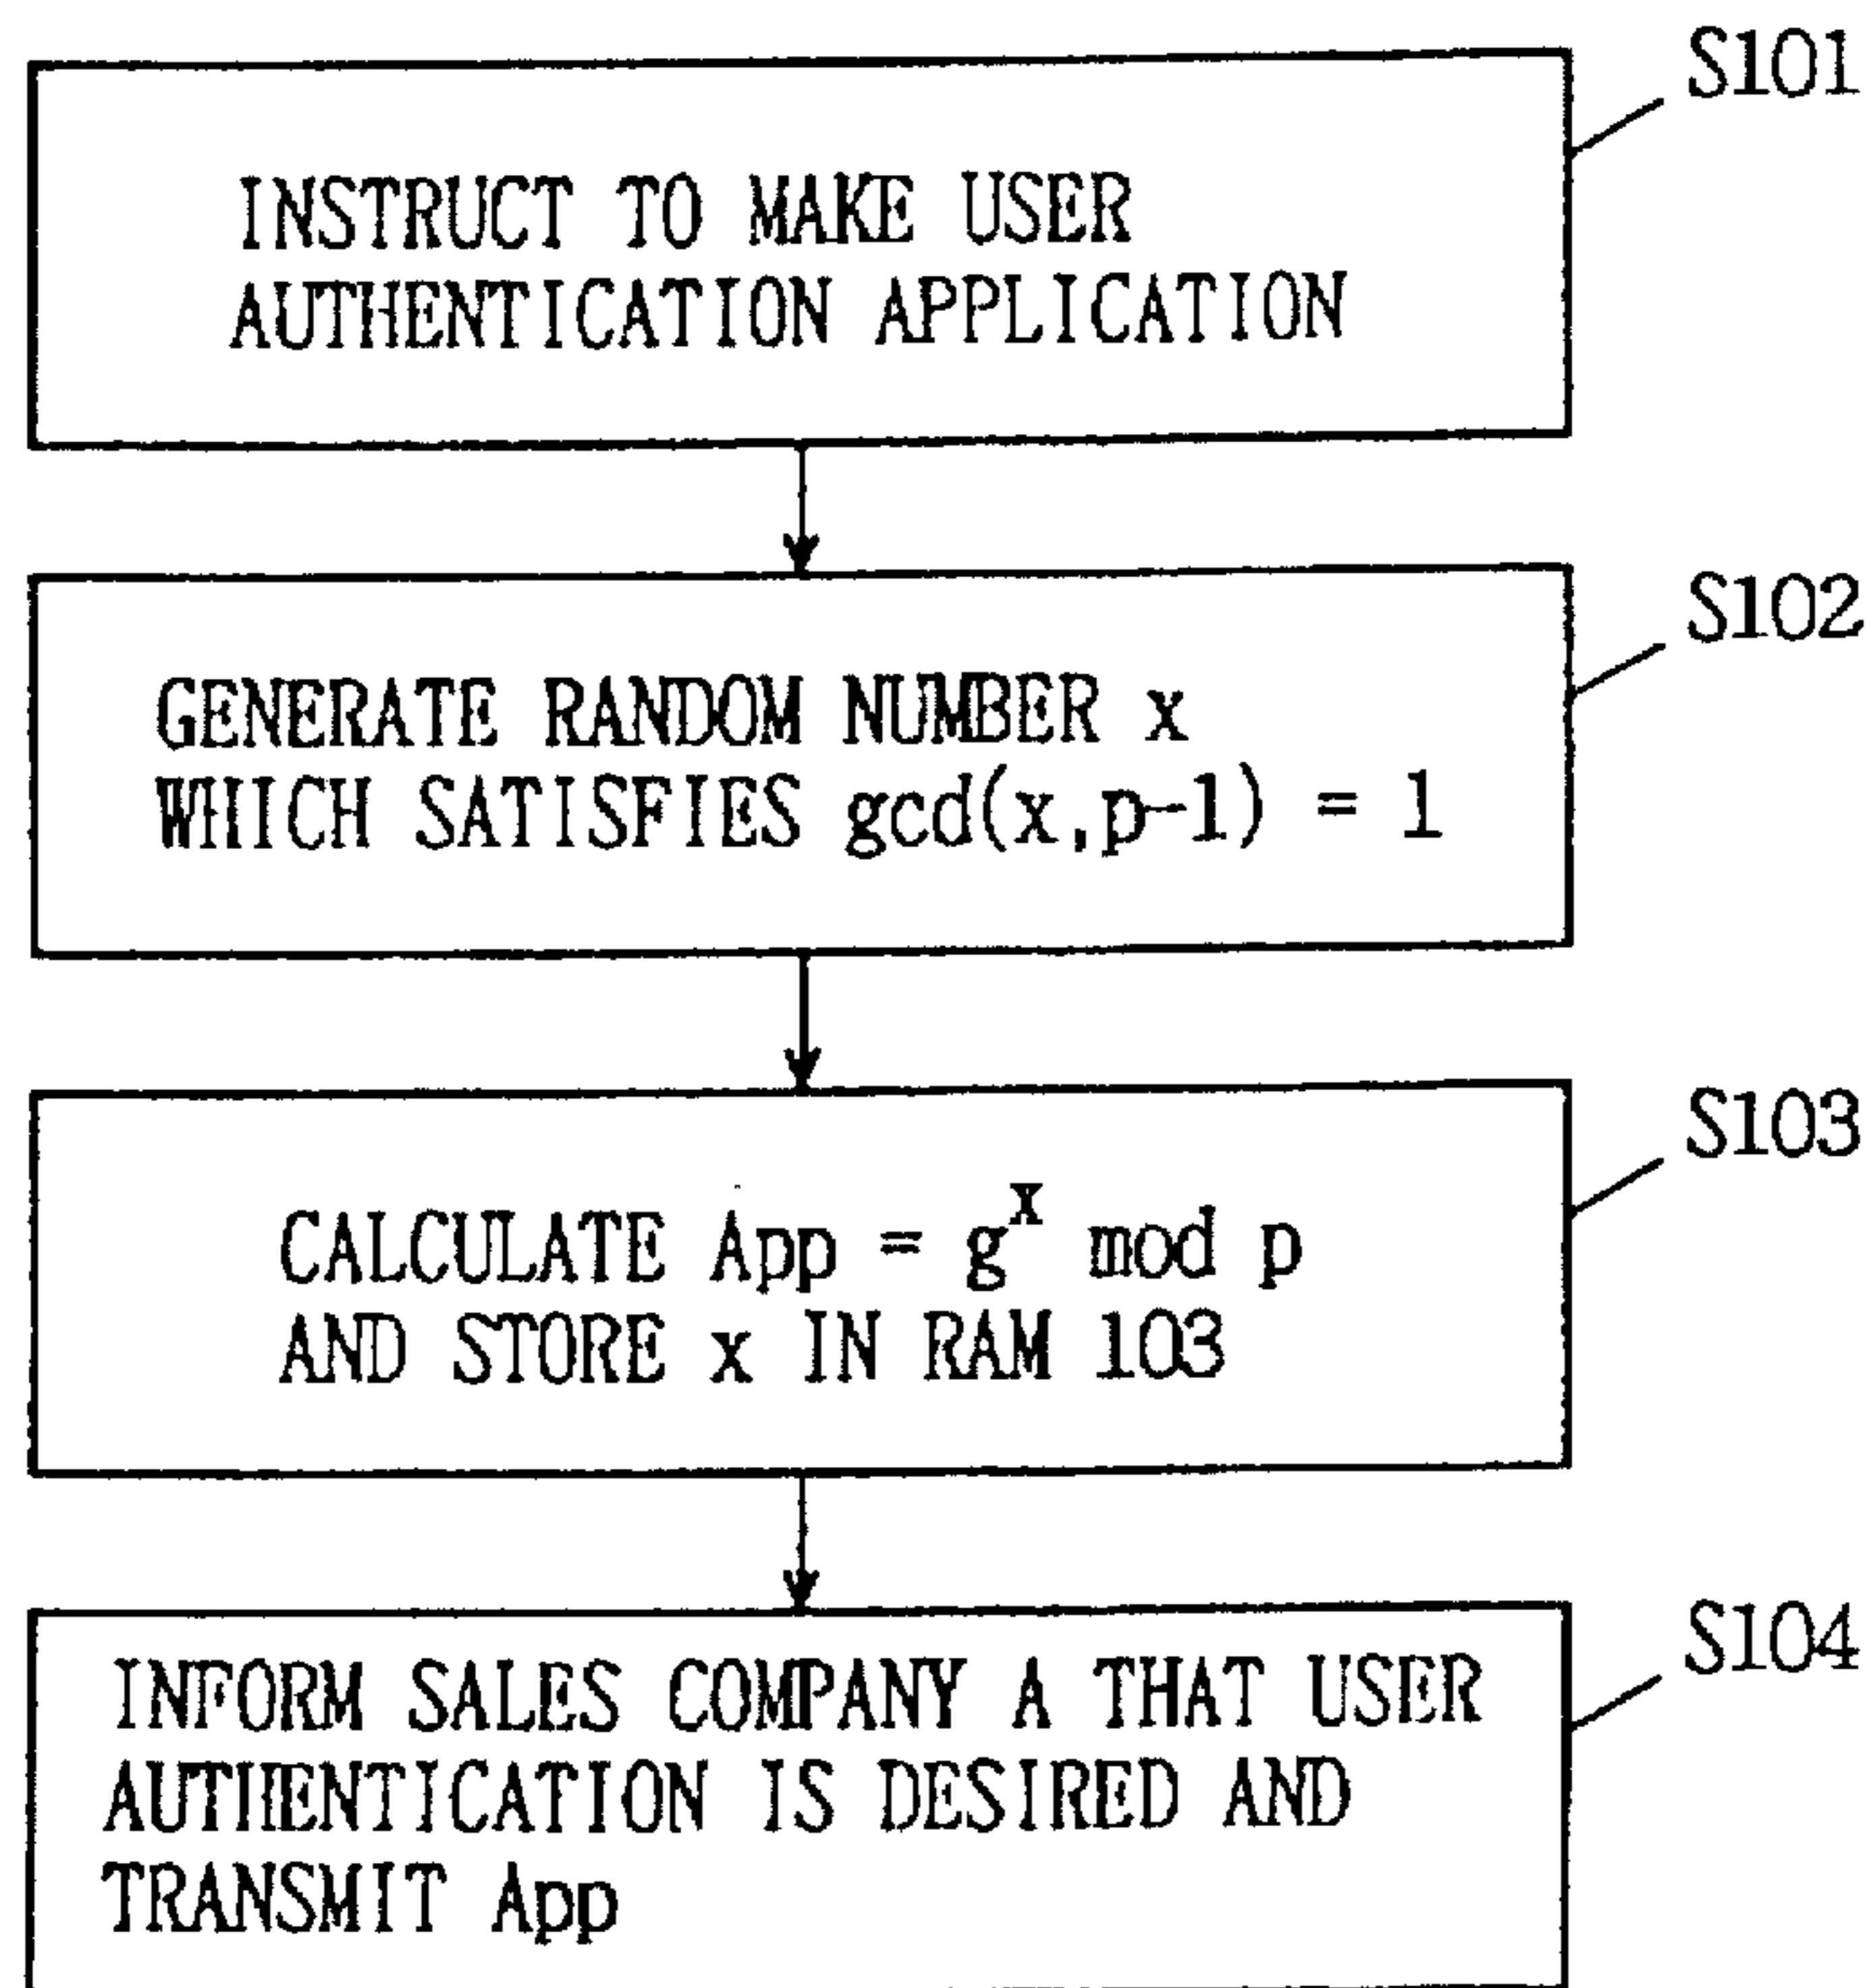 S101
INSTRUCT TO MAKE USER
AUTHENTICATION APPLICATION
S102
GENERATE RANDOM NUMBER x
WHICH SATISFIES gcd(x,p-1) = 1
S103
CALCULATE App = g^x mod p
AND STORE x IN RAM 103
S104
INFORM SALES COMPANY A THAT USER
AUTHENTICATION IS DESIRED AND
TRANSMIT App